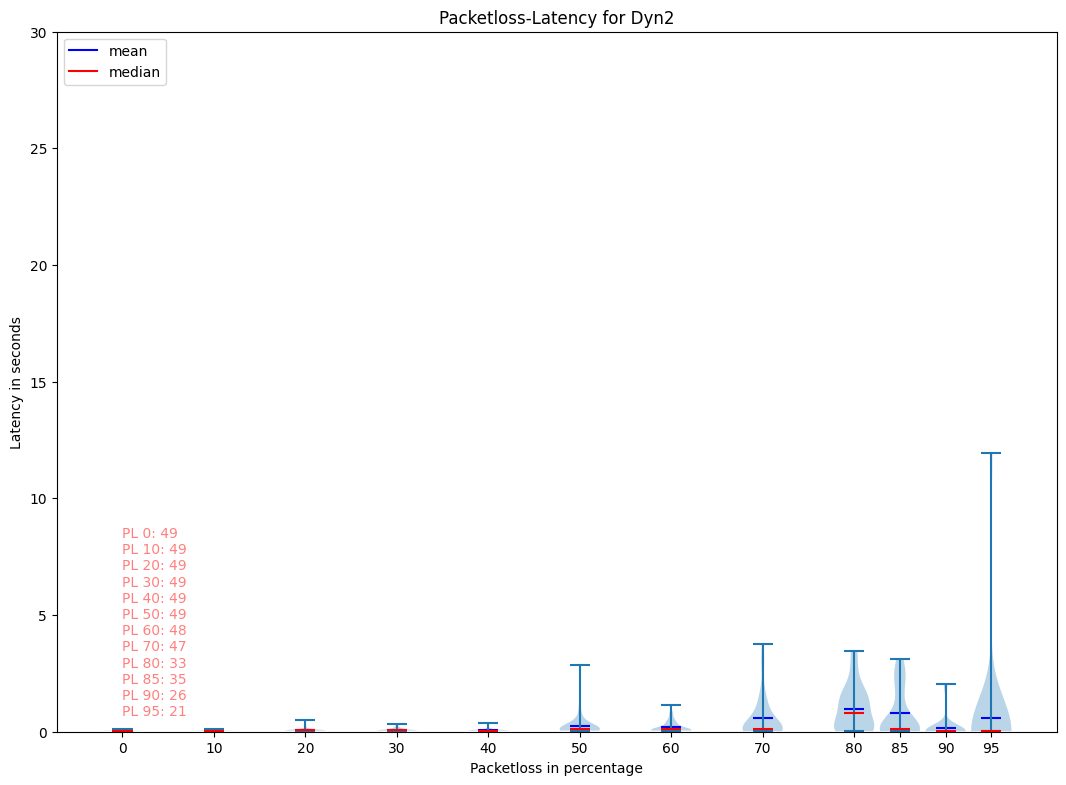 Packetloss-Latency for Dyn2
30
25
20
15
10
5
0
Latency in seconds
mean
median
PL 0: 49
PL 10: 49
PL 20: 49
PL 30: 49
PL 40: 49
PL 50: 49
PL 60: 48
PL 70: 47
PL 80: 33
PL 85: 35
PL 90: 26
PL 95: 21
0 10 20 30 40 50 60 70 80 85 90 95
Packetloss in percentage